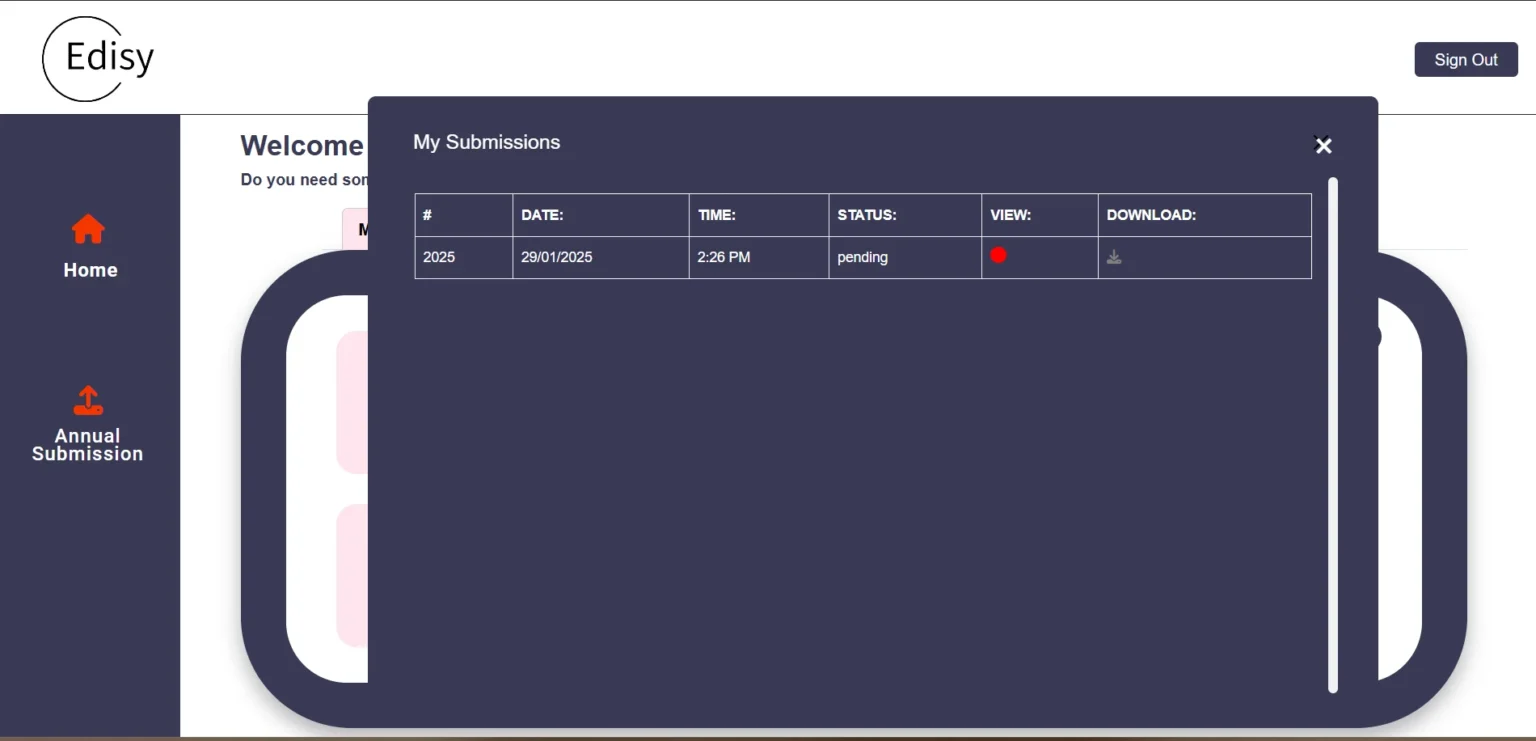 Edisy
Sign Out
Welcome
Do you need
My Submissions
# DATE: TIME: STATUS: VIEW: DOWNLOAD:
2025 29/01/2025 2:26 PM pending
Home
Annual
Submission